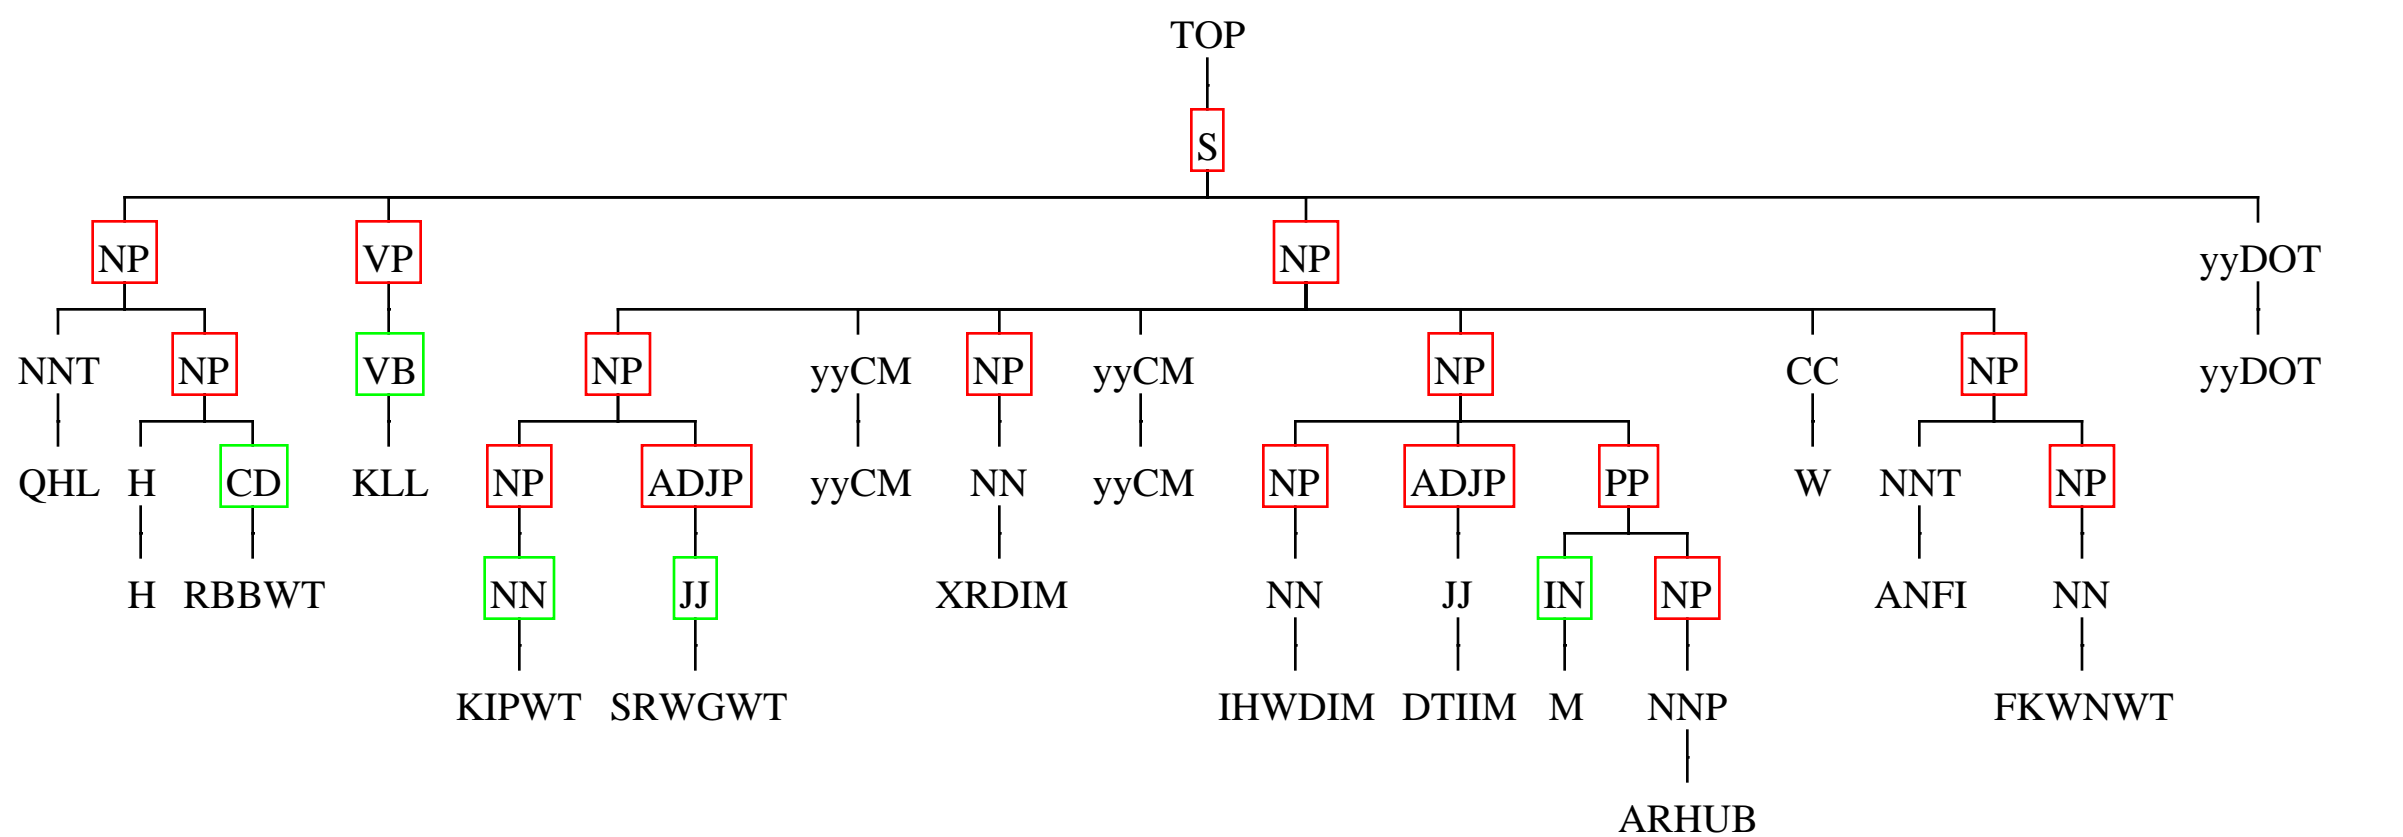 TOP
S
NP VP NP yyDOT
NNT NP VB NP yyCM NP yyCM NP CC NP yyDOT
QHL H CD KLL NP ADJP yyCM NN yyCM NP ADJP PP W NNT NP
H RBBWT NN JJ XRDIM NN JJ IN NP ANFI NN
KIPWT SRWGWT IHWDIM DTIIM M NNP FKWNWT
ARHUB